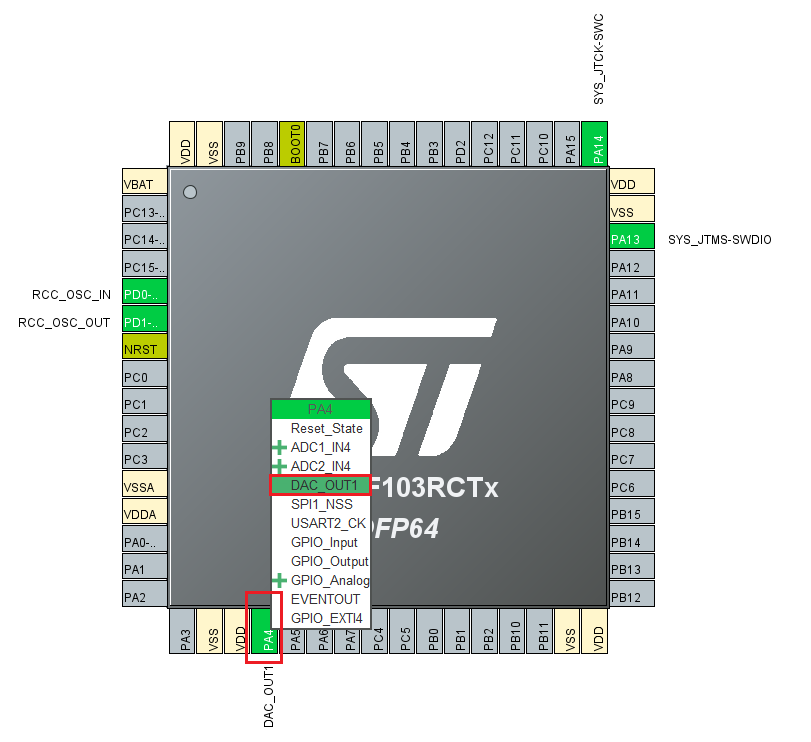 SYS_JTCK-SWC
VDD
VSS
PB9
PB8
BOOT0
PB7
PB6
PB5
PB4
PB3
PD2
PC12
PC11
PC10
PA15
PA14
VBAT
PC13-..
PC14-..
PC15-..
RCC_OSC_IN PD0-..
RCC_OSC_OUT PD1-..
NRST
PC0
PC1
PC2
PC3
VSSA
VDDA
PA0-..
PA1
PA2
VDD
VSS
PA13 SYS_JTMS-SWDIO
PA12
PA11
PA10
PA9
PA8
PC9
PC8
PC7
PC6
PB15
PB14
PB13
PB12
ST
F103RCTx
QFP64
PA4
Reset_State
ADC1_IN4
ADC2_IN4
DAC_OUT1
SPI1_NSS
USART2_CK
GPIO_Input
GPIO_Output
GPIO_Analog
EVENTOUT
GPIO_EXTI4
PA3
VSS
VDD
PA4
PA5
PA6
PA7
PC4
PC5
PB0
PB1
PB2
PB10
PB11
VSS
VDD
DAC_OUT1